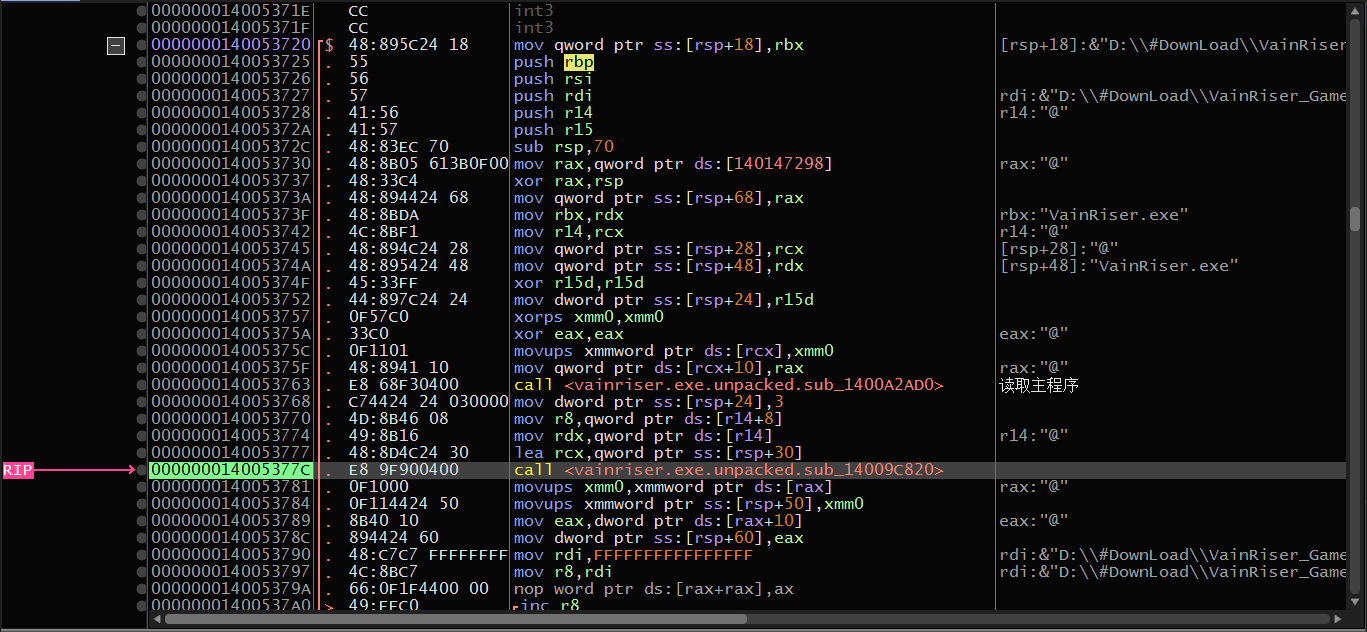 000000014005371E CC int3
000000014005371F CC int3
0000000140053720 $ 48:895C24 18 mov qword ptr ss:[rsp+18],rbx [rsp+18]:&"D:\\#DownLoad\\VainRiser
0000000140053725 . 55 push rbp
0000000140053726 . 56 push rsi
0000000140053727 . 57 push rdi rdi:&"D:\\#DownLoad\\VainRiser_Game
0000000140053728 . 41:56 push r14 r14:"@"
000000014005372A . 41:57 push r15
000000014005372C . 48:83EC 70 sub rsp,70
0000000140053730 . 48:8B05 613B0F00 mov rax,qword ptr ds:[140147298] rax:"@"
0000000140053737 . 48:33C4 xor rax,rsp
000000014005373A . 48:894424 68 mov qword ptr ss:[rsp+68],rax
000000014005373F . 48:8BDA mov rbx,rdx rbx:"VainRiser.exe"
0000000140053742 . 4C:8BF1 mov r14,rcx r14:"@"
0000000140053745 . 48:894C24 28 mov qword ptr ss:[rsp+28],rcx [rsp+28]:"@"
000000014005374A . 48:895424 48 mov qword ptr ss:[rsp+48],rdx [rsp+48]:"VainRiser.exe"
000000014005374F . 45:33FF xor r15d,r15d
0000000140053752 . 44:897C24 24 mov dword ptr ss:[rsp+24],r15d
0000000140053757 . 0F57C0 xorps xmm0,xmm0
000000014005375A . 33C0 xor eax,eax eax:"@"
000000014005375C . 0F1101 movups xmmword ptr ds:[rcx],xmm0
000000014005375F . 48:8941 10 mov qword ptr ds:[rcx+10],rax rax:"@"
0000000140053763 . E8 68F30400 call <vainriser.exe.unpacked.sub_1400A2AD0> 读取主程序
0000000140053768 . C74424 24 030000 mov dword ptr ss:[rsp+24],3
0000000140053770 . 4D:8B46 08 mov r8,qword ptr ds:[r14+8]
0000000140053774 . 49:8B16 mov rdx,qword ptr ds:[r14] r14:"@"
0000000140053777 . 48:8D4C24 30 lea rcx,qword ptr ss:[rsp+30]
RIP 000000014005377C . E8 9F900400 call <vainriser.exe.unpacked.sub_14009C820>
0000000140053781 . 0F1000 movups xmm0,xmmword ptr ds:[rax] rax:"@"
0000000140053784 . 0F114424 50 movups xmmword ptr ss:[rsp+50],xmm0
0000000140053789 . 8B40 10 mov eax,dword ptr ds:[rax+10] eax:"@"
000000014005378C . 894424 60 mov dword ptr ss:[rsp+60],eax
0000000140053790 . 48:C7C7 FFFFFFFF mov rdi,FFFFFFFFFFFFFFFF rdi:&"D:\\#DownLoad\\VainRiser_Game
0000000140053797 . 4C:8BC7 mov r8,rdi rdi:&"D:\\#DownLoad\\VainRiser_Game
000000014005379A . 66:0F1F4400 00 nop word ptr ds:[rax+rax],ax
00000001400537A0 > 49:FFC0 inc r8